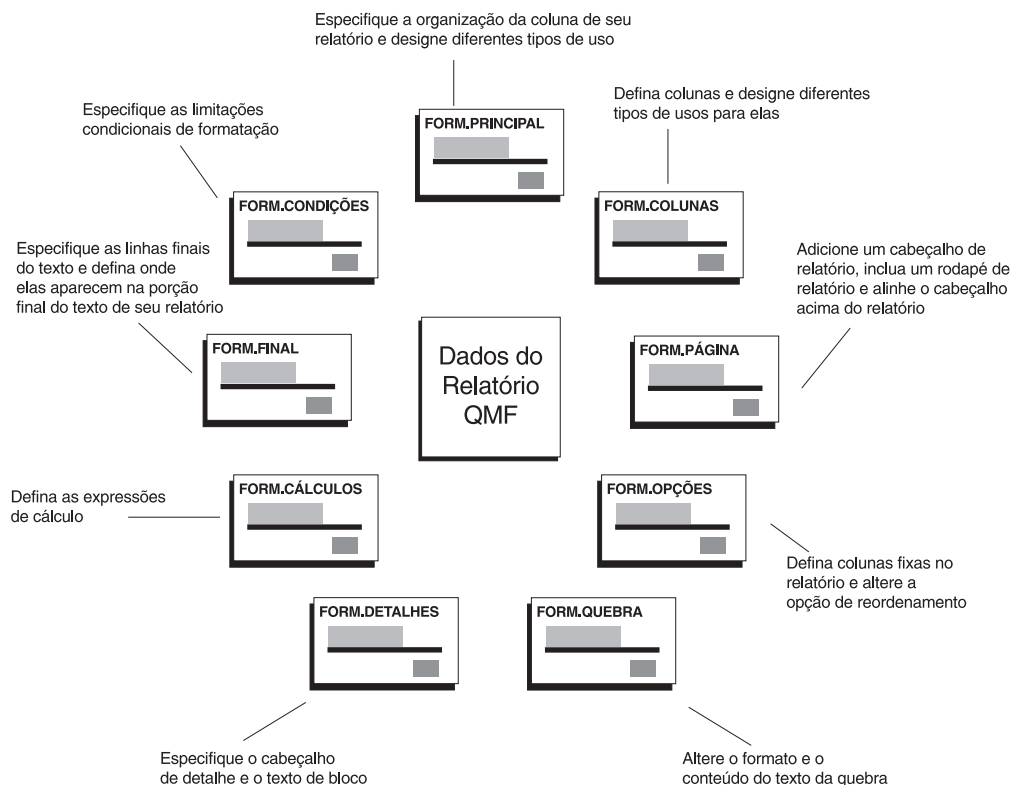 Especifique a organização da coluna de seu
relatório e designe diferentes tipos de uso
Defina colunas e designe diferentes
tipos de usos para elas
Especifique as limitações
condicionais de formatação
FORM.PRINCIPAL
FORM.CONDIÇÕES
FORM.COLUNAS
Especifique as linhas finais
do texto e defina onde
elas aparecem na porção
final do texto de seu relatório
Adicione um cabeçalho de
relatório, inclua um rodapé de
relatório e alinhe o cabeçalho
acima do relatório
FORM.FINAL
Dados do
Relatório
QMF
FORM.PÁGINA
Defina as expressões
de cálculo
FORM.CÁLCULOS
FORM.OPÇÕES
Defina colunas fixas no
relatório e altere a
opção de reordenamento
FORM.DETALHES
FORM.QUEBRA
Especifique o cabeçalho
de detalhe e o texto de bloco
Altere o formato e o
conteúdo do texto da quebra